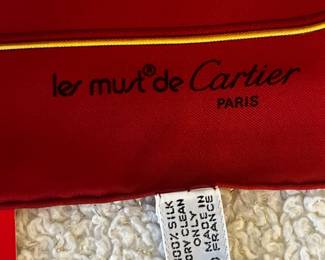 les must® de Cartier
PARIS
100% SILK
DRY CLEAN
ONLY
MADE IN
FRANCE